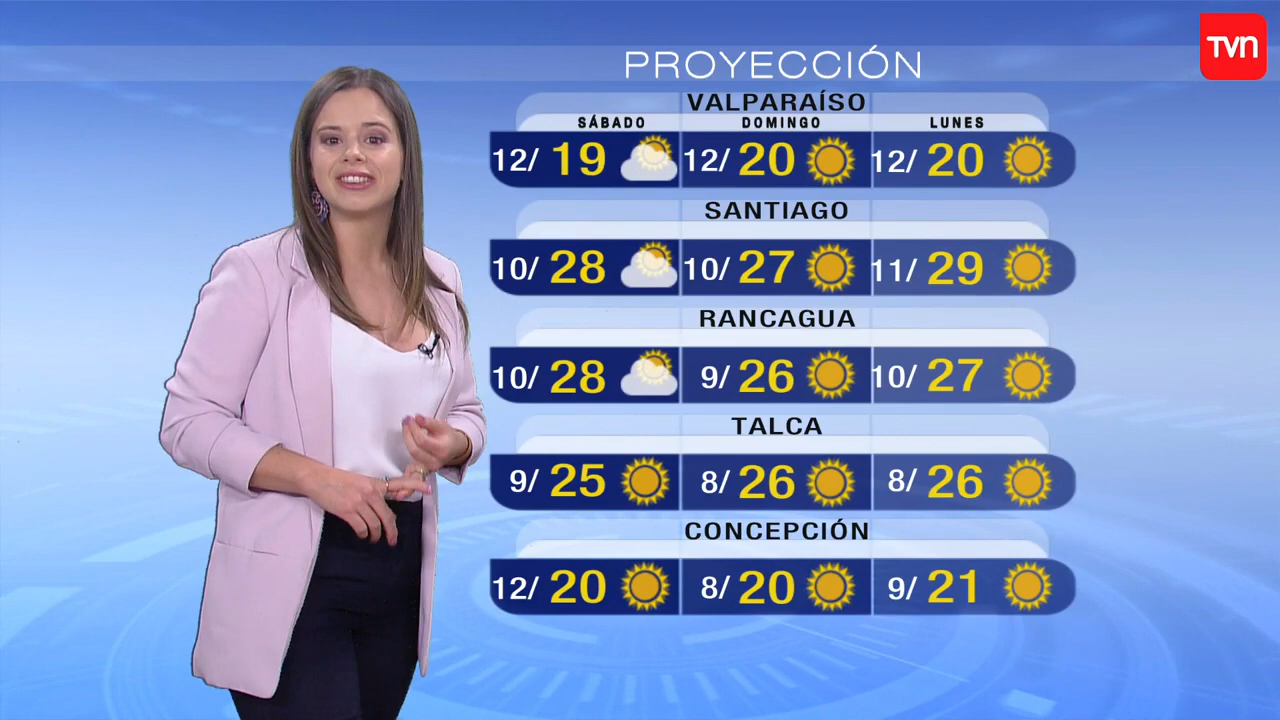 TVN
PROYECCIÓN
VALPARAÍSO
SÁBADO DOMINGO LUNES
12/ 19 12/ 20 12/ 20
SANTIAGO
10/ 28 10/ 27 11/ 29
RANCAGUA
10/ 28 9/ 26 10/ 27
TALCA
9/ 25 8/ 26 8/ 26
CONCEPCIÓN
12/ 20 8/ 20 9/ 21